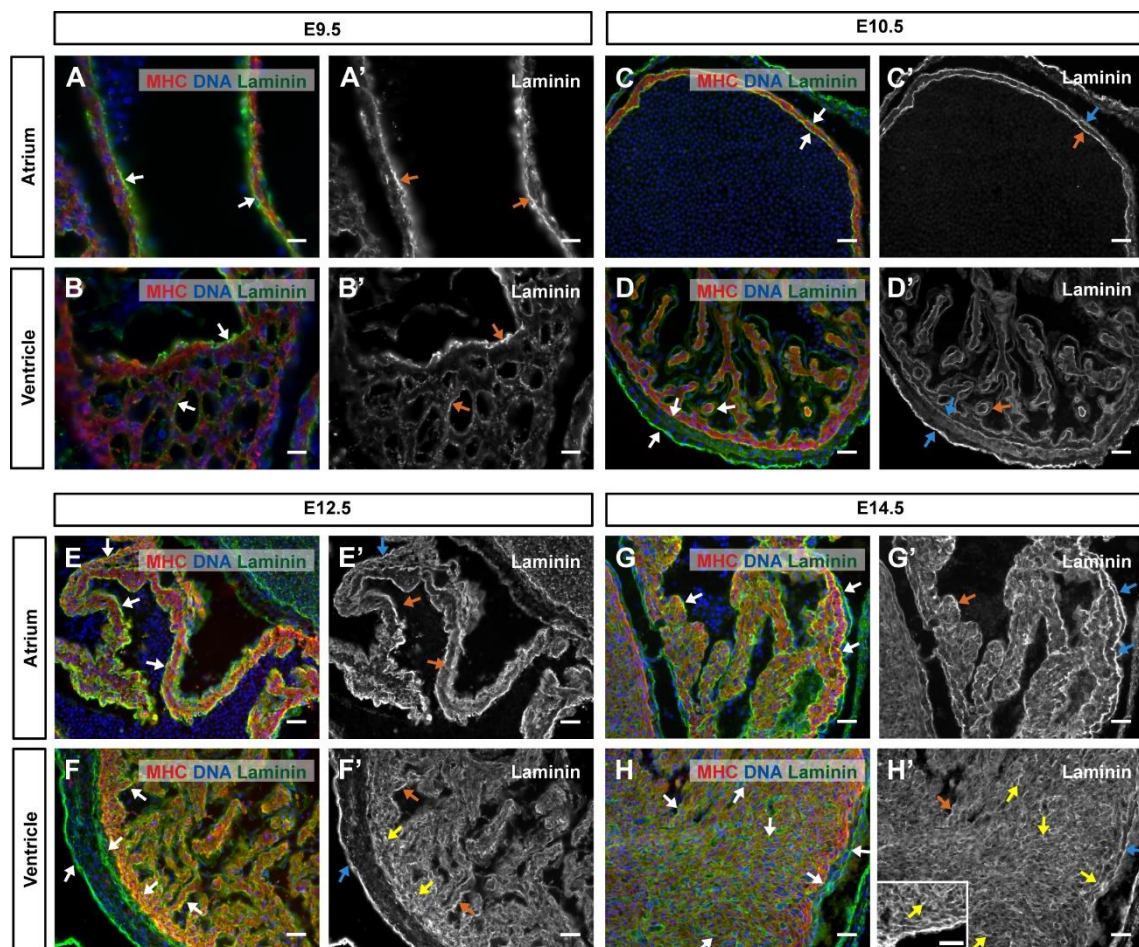 E9.5
E10.5
Atrium
A
MHC DNA Laminin
A'
Laminin
C
MHC DNA Laminin
C'
Laminin
Ventricle
B
MHC DNA Laminin
B'
Laminin
D
MHC DNA Laminin
D'
Laminin
E12.5
E14.5
Atrium
E
MHC DNA Laminin
E'
Laminin
G
MHC DNA Laminin
G'
Laminin
Ventricle
F
MHC DNA Laminin
F'
Laminin
H
MHC DNA Laminin
H'
Laminin